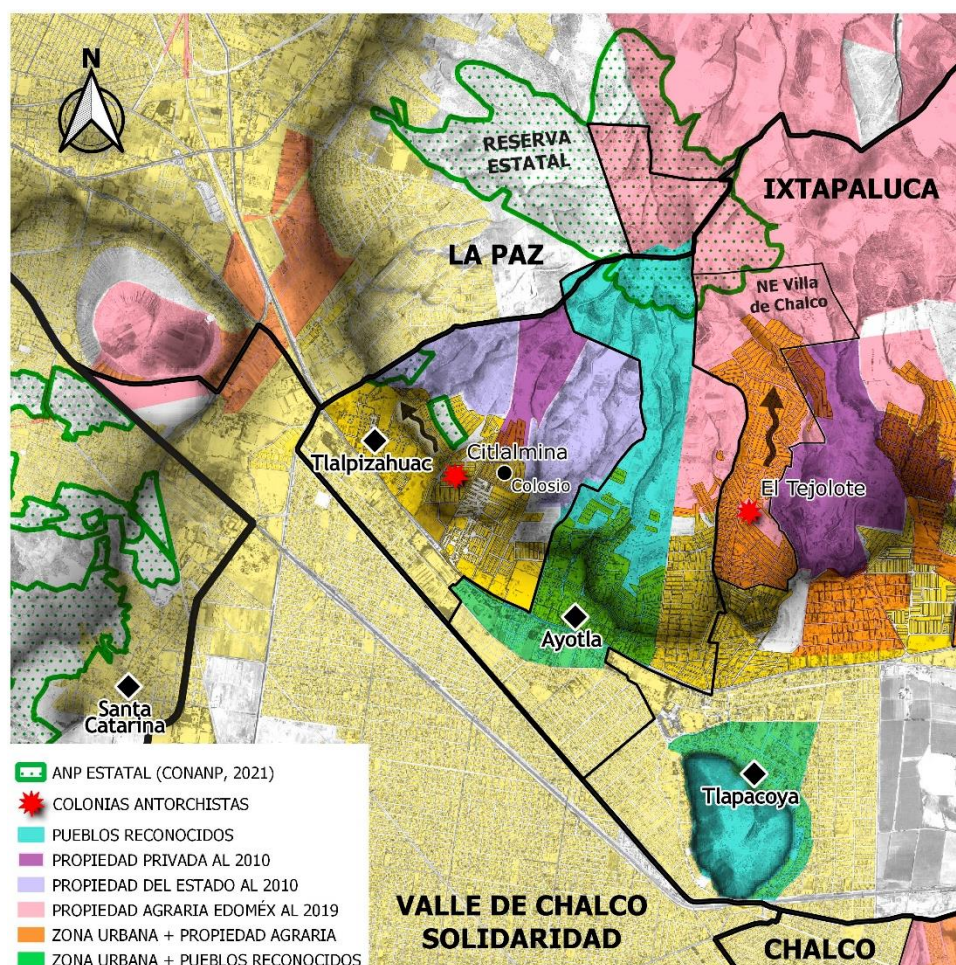 N
RESERVA
ESTATAL
IXTAPALUCA
LA PAZ
NE Villa
de Chalco
Tlalpizahuac
Citlalmina
Colosio
El Tejolote
Ayotla
Santa
Catarina
Tlapacoya
ANP ESTATAL (CONANP, 2021)
COLONIAS ANTORCHISTAS
PUEBLOS RECONOCIDOS
PROPIEDAD PRIVADA AL 2010
PROPIEDAD DEL ESTADO AL 2010
PROPIEDAD AGRARIA EDOMÉX AL 2019
ZONA URBANA + PROPIEDAD AGRARIA
ZONA URBANA + PUEBLOS RECONOCIDOS
VALLE DE CHALCO
SOLIDARIDAD
CHALCO